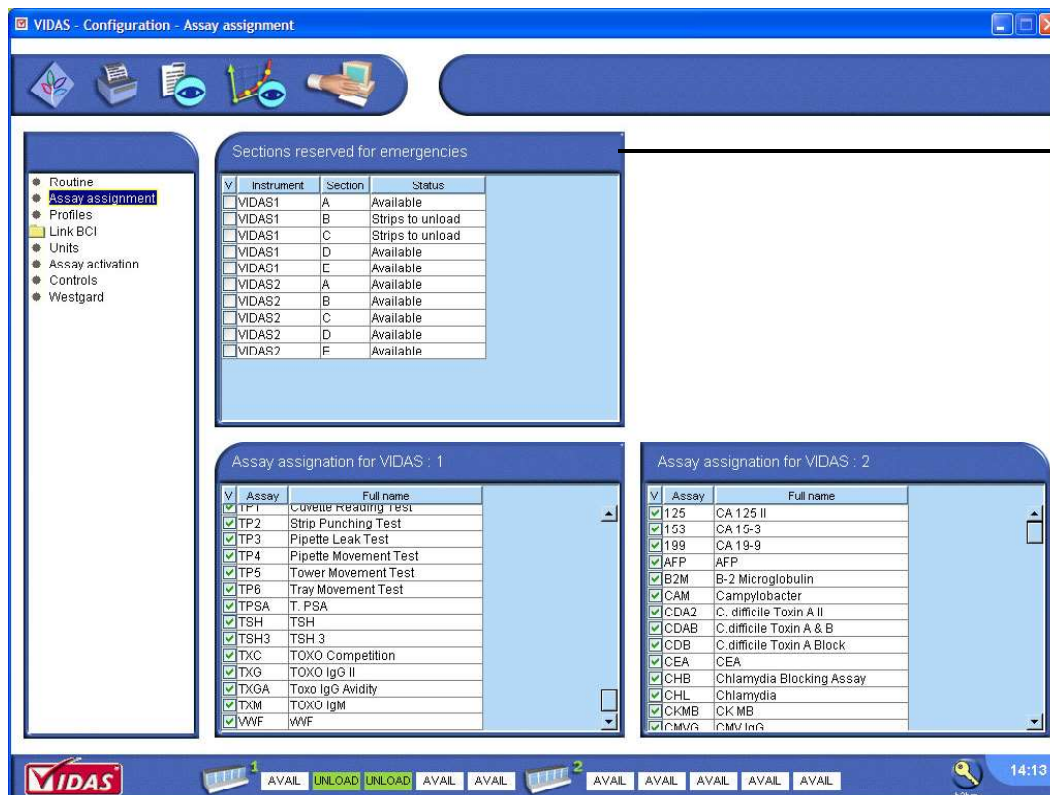 VIDAS - Configuration - Assay assignment
Sections reserved for emergencies
Routine
Assay assignment
Profiles
Link BCI
Units
Assay activation
Controls
Westgard
V Instrument Section Status
VIDAS1 A Available
VIDAS1 B Strips to unload
VIDAS1 C Strips to unload
VIDAS1 D Available
VIDAS1 E Available
VIDAS2 A Available
VIDAS2 B Available
VIDAS2 C Available
VIDAS2 D Available
VIDAS2 E Available
Assay assignation for VIDAS : 1
V Assay Full name
TP1 Cuvette Reading Test
TP2 Strip Punching Test
TP3 Pipette Leak Test
TP4 Pipette Movement Test
TP5 Tower Movement Test
TP6 Tray Movement Test
TPSA T. PSA
TSH TSH
TSH3 TSH 3
TXC TOXO Competition
TXG TOXO IgG II
TXGA Toxo IgG Avidity
TXM TOXO IgM
VWF VWF
Assay assignation for VIDAS : 2
V Assay Full name
125 CA 125 II
153 CA 15-3
199 CA 19-9
AFP AFP
B2M B-2 Microglobulin
CAM Campylobacter
CDA2 C. difficile Toxin A II
CDAB C.difficile Toxin A & B
CDB C.difficile Toxin A Block
CEA CEA
CHB Chlamydia Blocking Assay
CHL Chlamydia
CKMB CK MB
CMVG CMV IgG
VIDAS
1 AVAIL UNLOAD UNLOAD AVAIL AVAIL
2 AVAIL AVAIL AVAIL AVAIL AVAIL
14:13